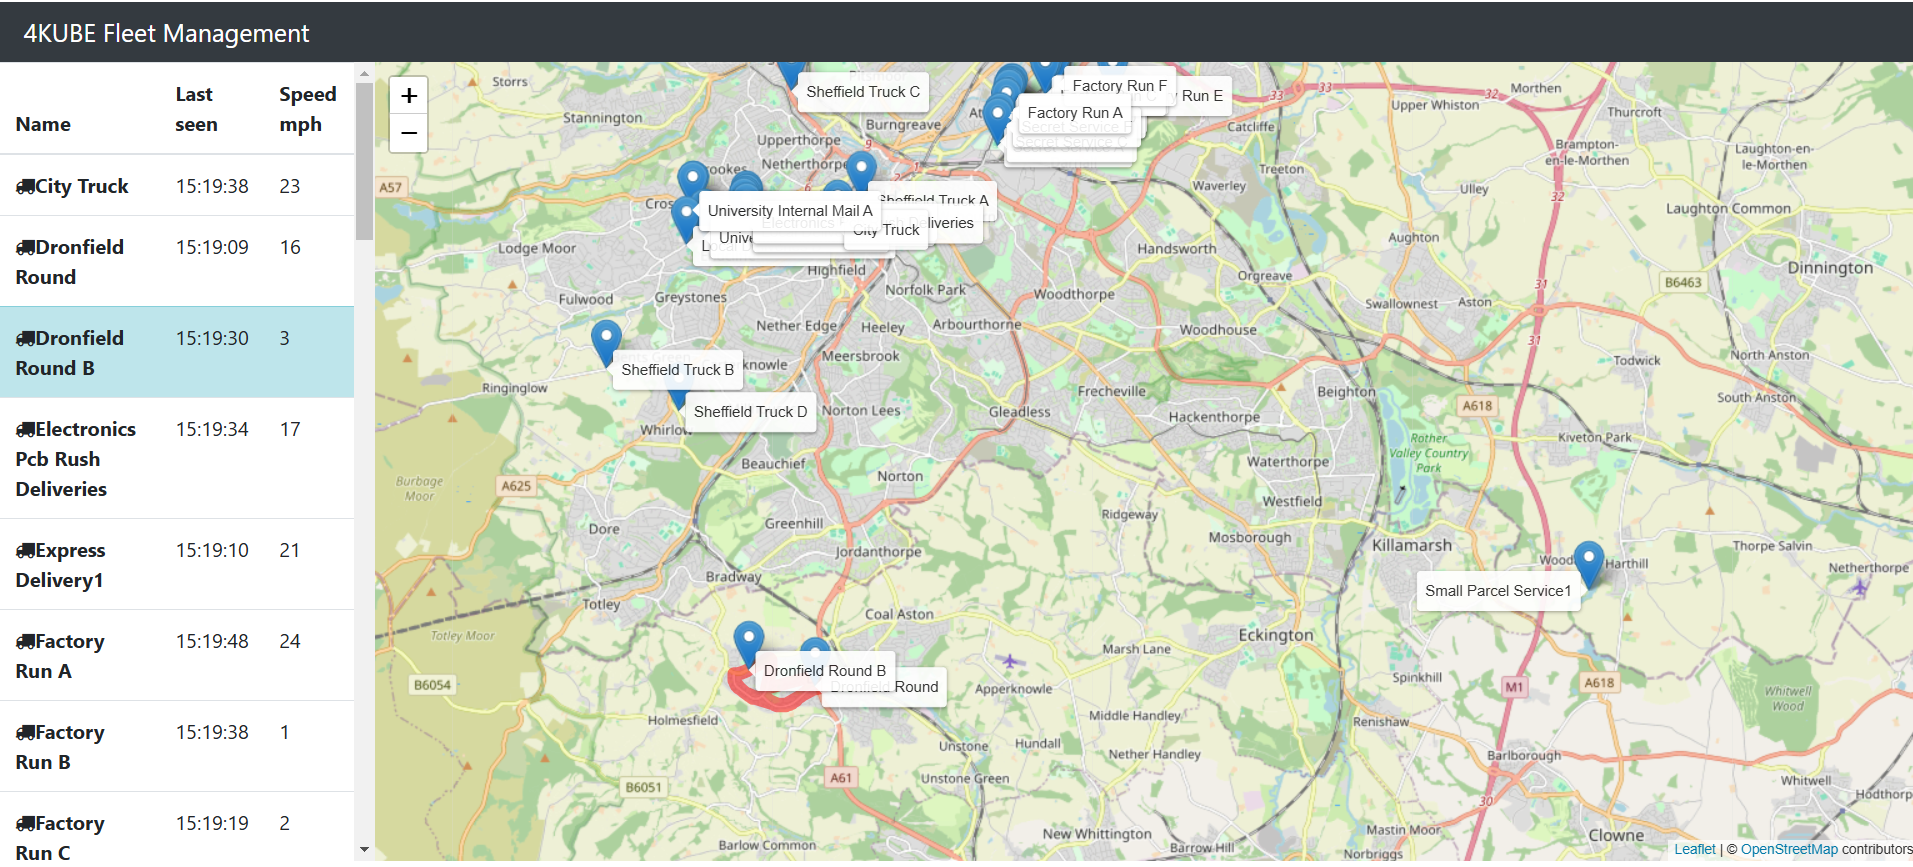 4KUBE Fleet Management
Name
Last
seen
Speed
mph
City Truck
15:19:38
23
Dronfield
Round
15:19:09
16
Dronfield
Round B
15:19:30
3
Electronics
Pcb Rush
Deliveries
15:19:34
17
Express
Delivery1
15:19:10
21
Factory
Run A
15:19:48
24
Factory
Run B
15:19:38
1
Factory
Run C
15:19:19
2
+
−
Storrs
Stannington
Upperthorpe
Netherthorpe
Burngreave
Sheffield Truck C
Factory Run F
Run E
Factory Run A
33
33
Catcliffe
Morthen
Upper Whiston
Thurcroft
Brampton-
en-le-Morthen
Laughton-en-
le-Morthen
Treeton
Waverley
Ulley
32
Laughton Common
A57
9
Sheffield Truck A
University Internal Mail A
City Truck
Lodge Moor
Highfield
Handsworth
Aughton
Dinnington
Orgreave
Norfolk Park
Woodthorpe
31
B6463
Fulwood
Greystones
Swallownest
Aston
Nether Edge
Heeley
Arbourthorne
Woodhouse
31
Meersbrook
Todwick
North Anston
Sheffield Truck B
Ringinglow
Frecheville
Beighton
South Anston
Sheffield Truck D
Norton Lees
Gleadless
Hackenthorpe
A618
Whirlow
Rother
Valley Country
Park
Kiveton Park
Beauchief
Waterthorpe
Norton
Burbage
Moor
A625
Westfield
Ridgeway
Dore
Greenhill
Mosborough
Killamarsh
Jordanthorpe
Thorpe Salvin
Harthill
Netherthorpe
Bradway
Small Parcel Service1
Totley
Coal Aston
Totley Moor
Eckington
Marsh Lane
Dronfield Round B
Dronfield Round
Apperknowle
Spinkhill
M1
A618
B6054
Whitwell
Wood
Holmesfield
Middle Handley
Renishaw
Unstone
Hundall
Nether Handley
Barlborough
A61
Unstone Green
B6051
Whitwell
Hodthorp
30
New Whittington
Mastin Moor
Clowne
Barlow Common
Barrow Hill
Norbriggs
Leaflet | © OpenStreetMap contributors